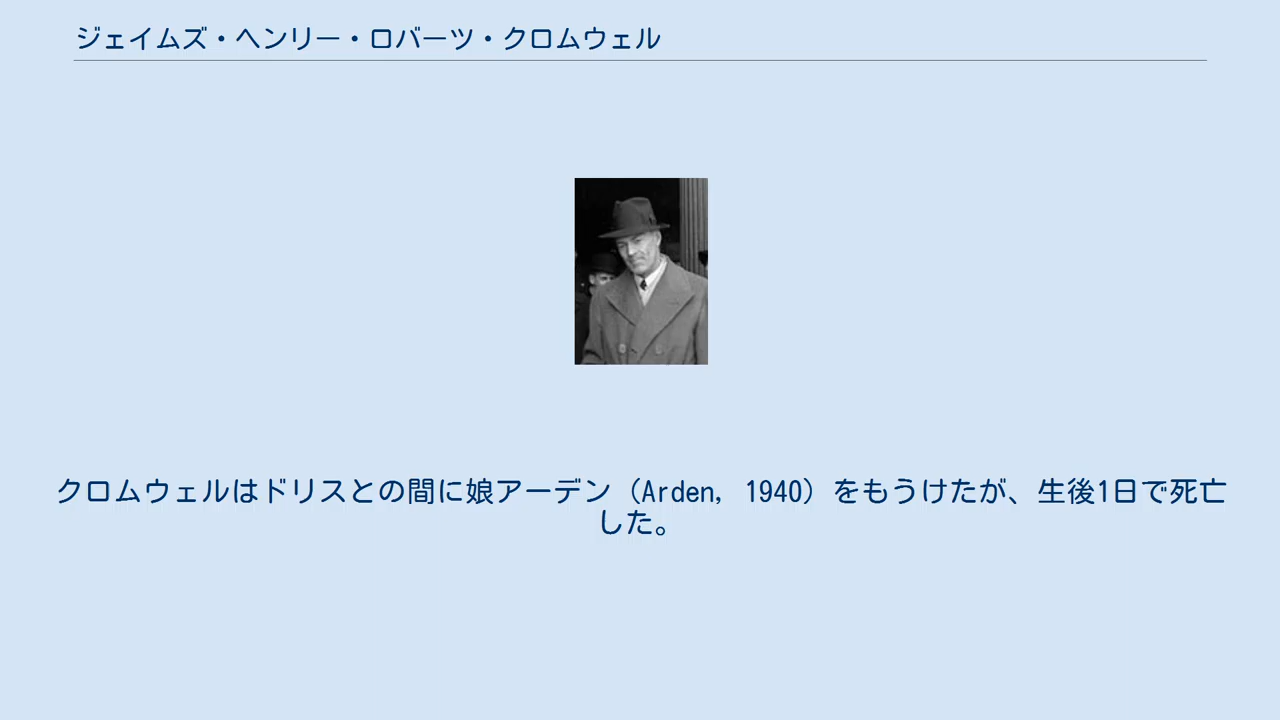 ジェイムズ・ヘンリー・ロバーツ・クロムウェル
クロムウェルはドリスとの間に娘アーデン（Arden, 1940）をもうけたが、生後1日で死亡
した。